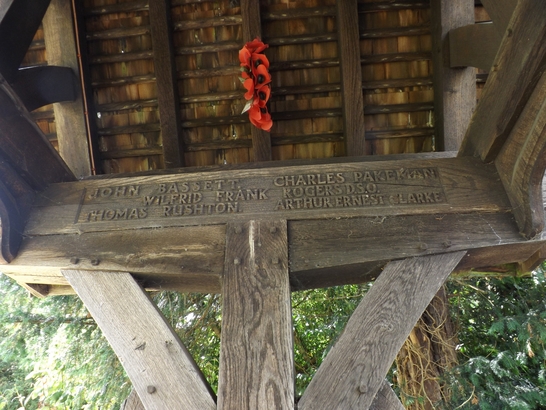 JOHN BASSETT CHARLES PAKEMAN
WILFRID FRANK ROGERS D.S.O.
THOMAS RUSHTON ARTHUR ERNEST CLARKE